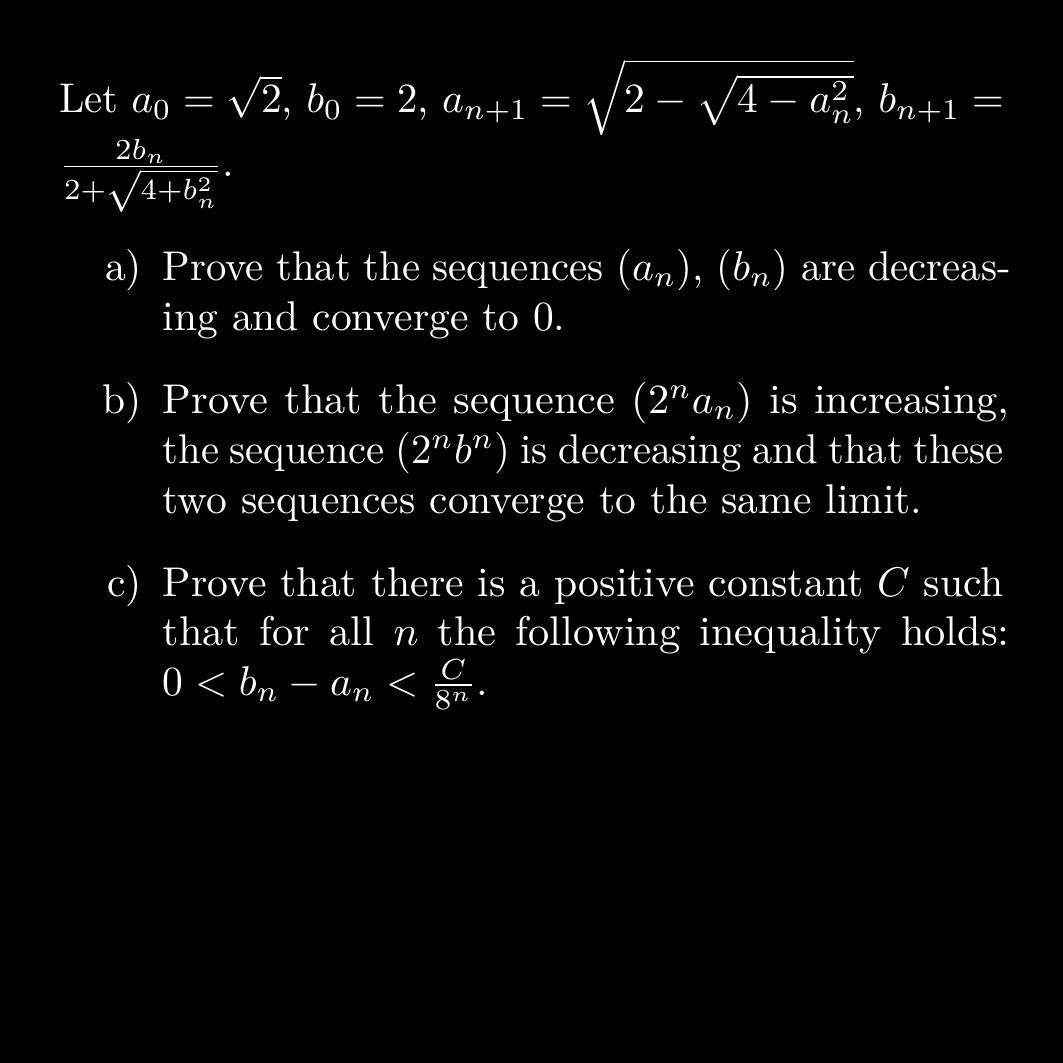 Let $a_0 = \sqrt{2}$, $b_0 = 2$, $a_{n+1} = \sqrt{2 - \sqrt{4 - a_n^2}}$, $b_{n+1} =$
$\frac{2b_n}{2+\sqrt{4+b_n^2}}$.
a) Prove that the sequences $(a_n)$, $(b_n)$ are decreas-
ing and converge to 0.
b) Prove that the sequence $(2^n a_n)$ is increasing,
the sequence $(2^n b^n)$ is decreasing and that these
two sequences converge to the same limit.
c) Prove that there is a positive constant $C$ such
that for all $n$ the following inequality holds:
$0 < b_n - a_n < \frac{C}{8^n}$.